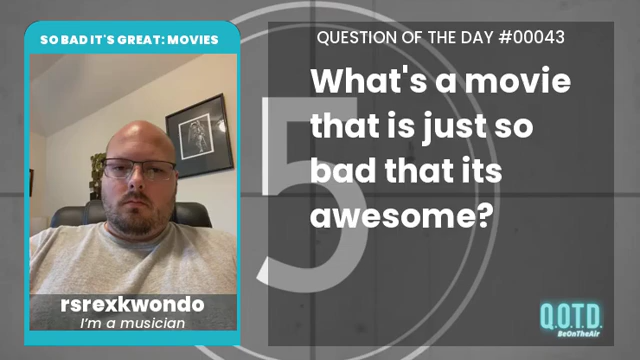 SO BAD IT'S GREAT: MOVIES
rsrexkwondo
I'm a musician
QUESTION OF THE DAY #00043
What's a movie
that is just so
bad that its
awesome?
5
Q.O.T.D.
BeOnTheAir